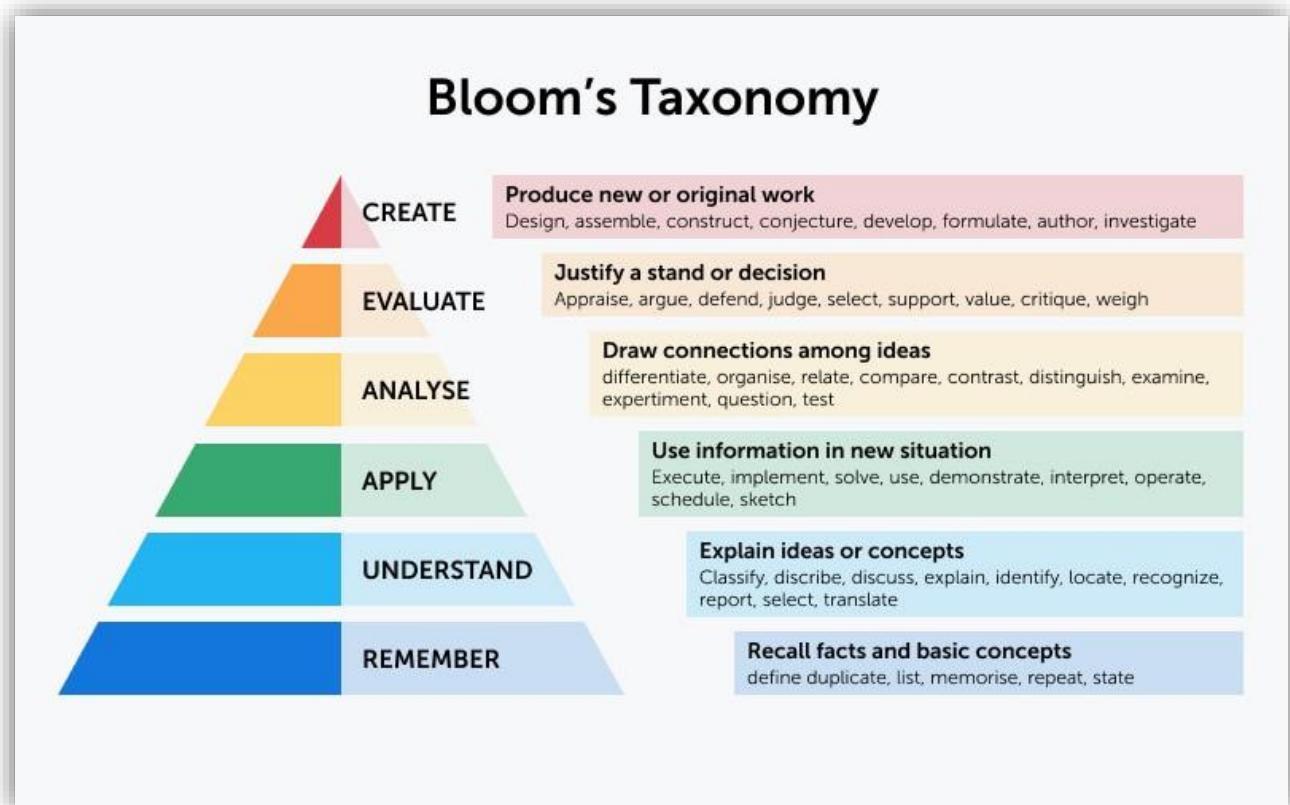 Bloom's Taxonomy
CREATE
Produce new or original work
Design, assemble, construct, conjecture, develop, formulate, author, investigate
EVALUATE
Justify a stand or decision
Appraise, argue, defend, judge, select, support, value, critique, weigh
ANALYSE
Draw connections among ideas
differentiate, organise, relate, compare, contrast, distinguish, examine,
expertiment, question, test
APPLY
Use information in new situation
Execute, implement, solve, use, demonstrate, interpret, operate,
schedule, sketch
UNDERSTAND
Explain ideas or concepts
Classify, discribe, discuss, explain, identify, locate, recognize,
report, select, translate
REMEMBER
Recall facts and basic concepts
define duplicate, list, memorise, repeat, state